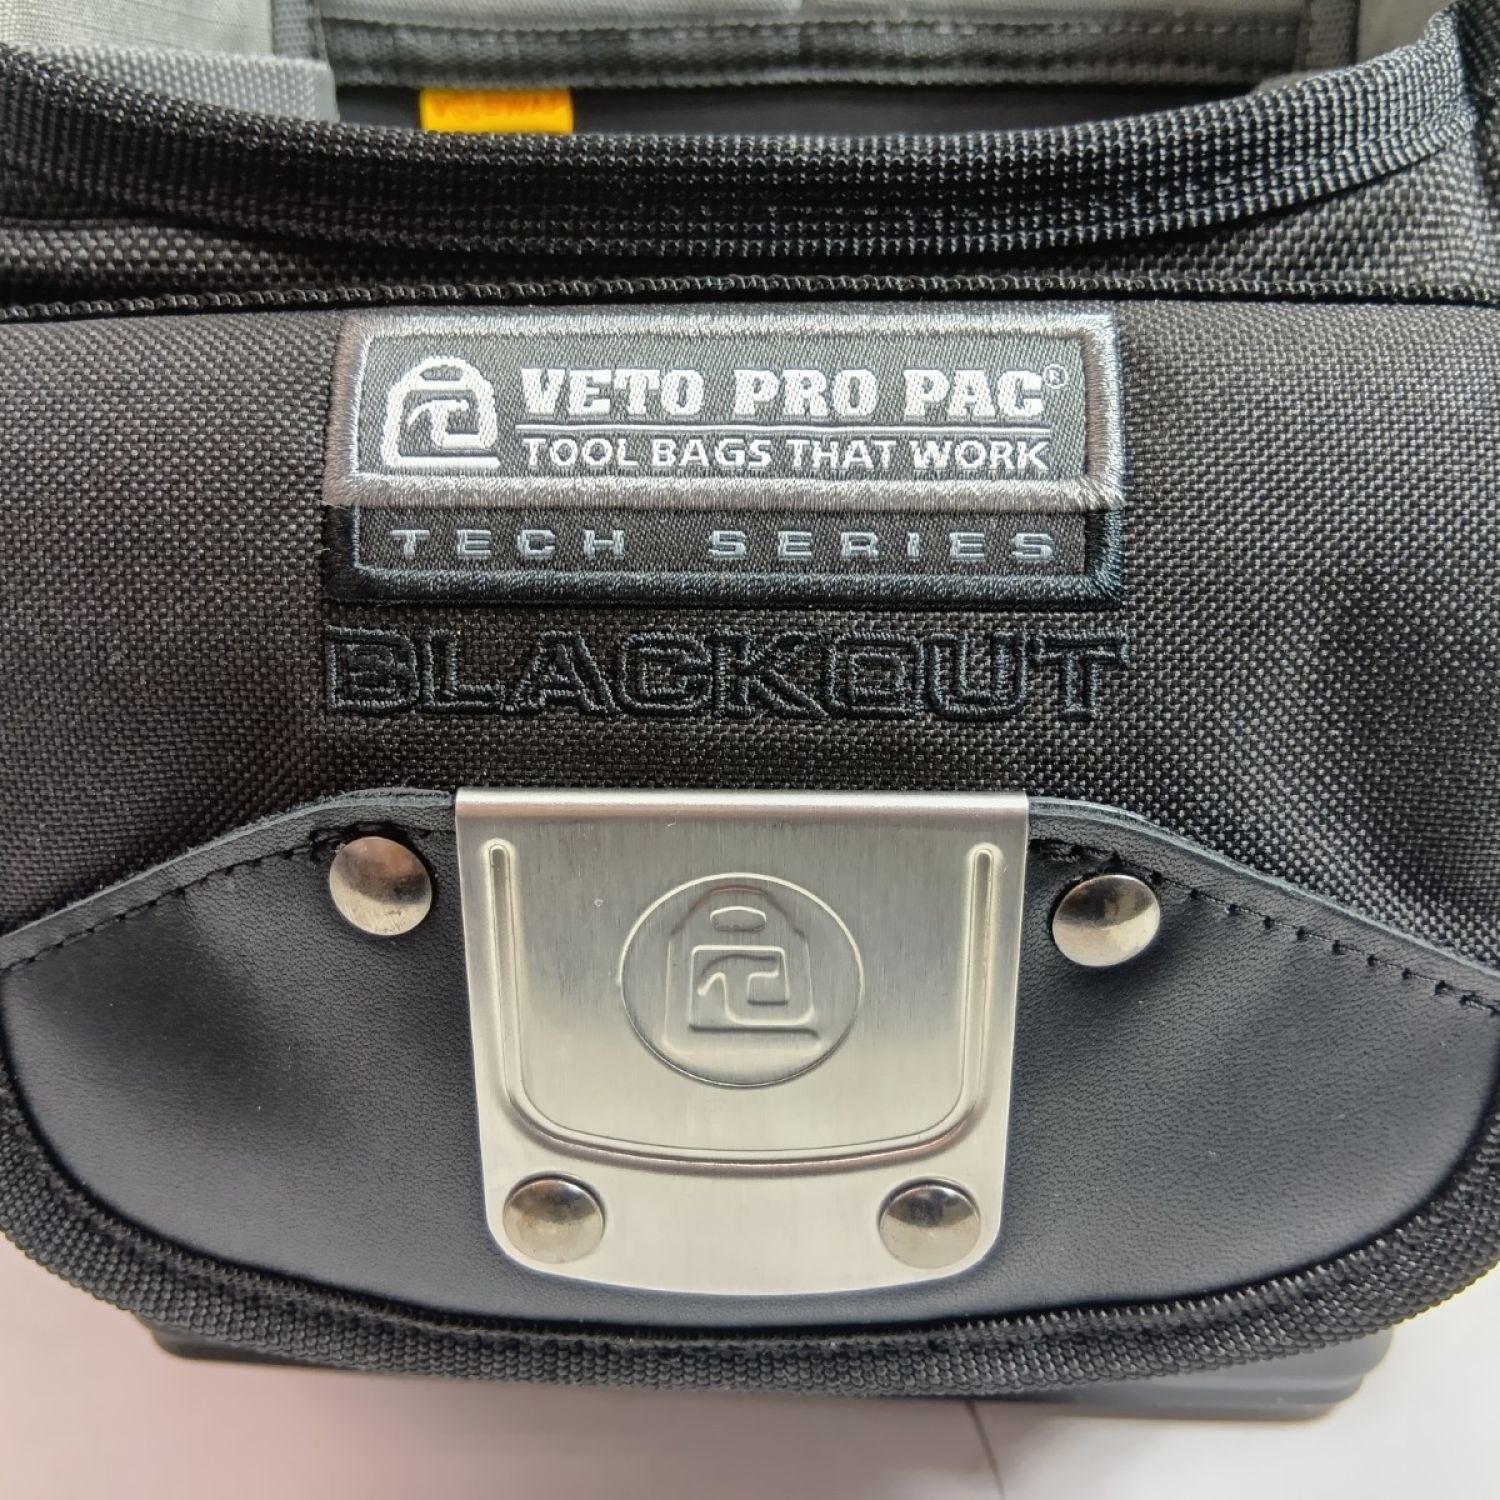 VETO PRO PAC®
TOOL BAGS THAT WORK
TECH SERIES
BLACKOUT